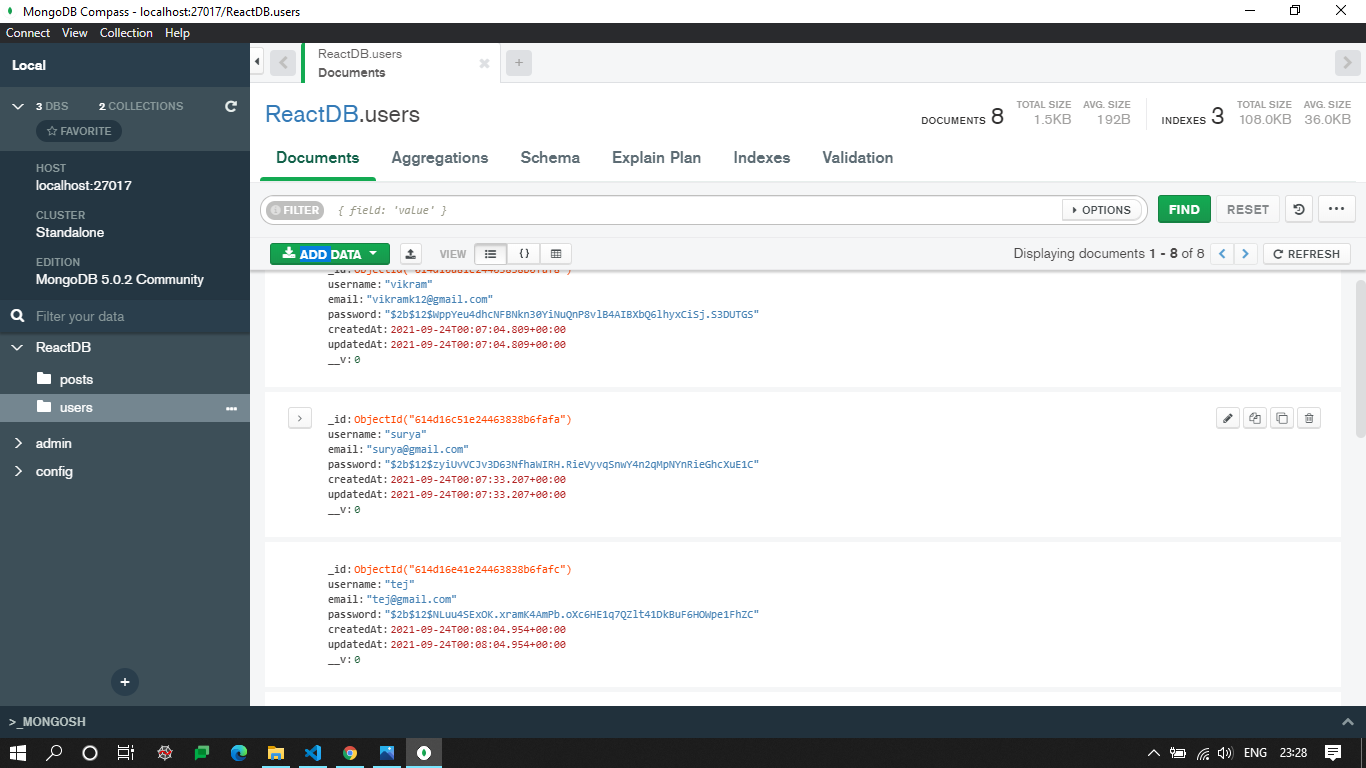 MongoDB Compass - localhost:27017/ReactDB.users
Connect View Collection Help
Local
3 DBS 2 COLLECTIONS
FAVORITE
HOST
localhost:27017
CLUSTER
Standalone
EDITION
MongoDB 5.0.2 Community
Filter your data
ReactDB
posts
users
admin
config
ReactDB.users
Documents
ReactDB.users
DOCUMENTS 8
TOTAL SIZE AVG. SIZE
1.5KB 192B
INDEXES 3
TOTAL SIZE AVG. SIZE
108.0KB 36.0KB
Documents Aggregations Schema Explain Plan Indexes Validation
FILTER { field: 'value' } OPTIONS FIND RESET
ADD DATA VIEW {} Displaying documents 1 - 8 of 8 REFRESH
username: "vikram"
email: "vikramk12@gmail.com"
password: "$2b$12$WppYeu4dhcNFBNkn30YiNuQnP8vlB4AIBXbQ6lhyxCiSj.S3DUTGS"
createdAt: 2021-09-24T00:07:04.809+00:00
updatedAt: 2021-09-24T00:07:04.809+00:00
__v: 0
_id: ObjectId("614d16c51e24463838b6fafa")
username: "surya"
email: "surya@gmail.com"
password: "$2b$12$zyiUvVCJv3D63NfhaWIRH.RieVyvqSnwY4n2qMpNYnRieGhcXuE1C"
createdAt: 2021-09-24T00:07:33.207+00:00
updatedAt: 2021-09-24T00:07:33.207+00:00
__v: 0
_id: ObjectId("614d16e41e24463838b6fafc")
username: "tej"
email: "tej@gmail.com"
password: "$2b$12$NLuu4SExOK.xramK4AmPb.oXc6HE1q7QZlt41DkBuF6HOWpe1FhZC"
createdAt: 2021-09-24T00:08:04.954+00:00
updatedAt: 2021-09-24T00:08:04.954+00:00
__v: 0
>_MONGOSH
ENG 23:28